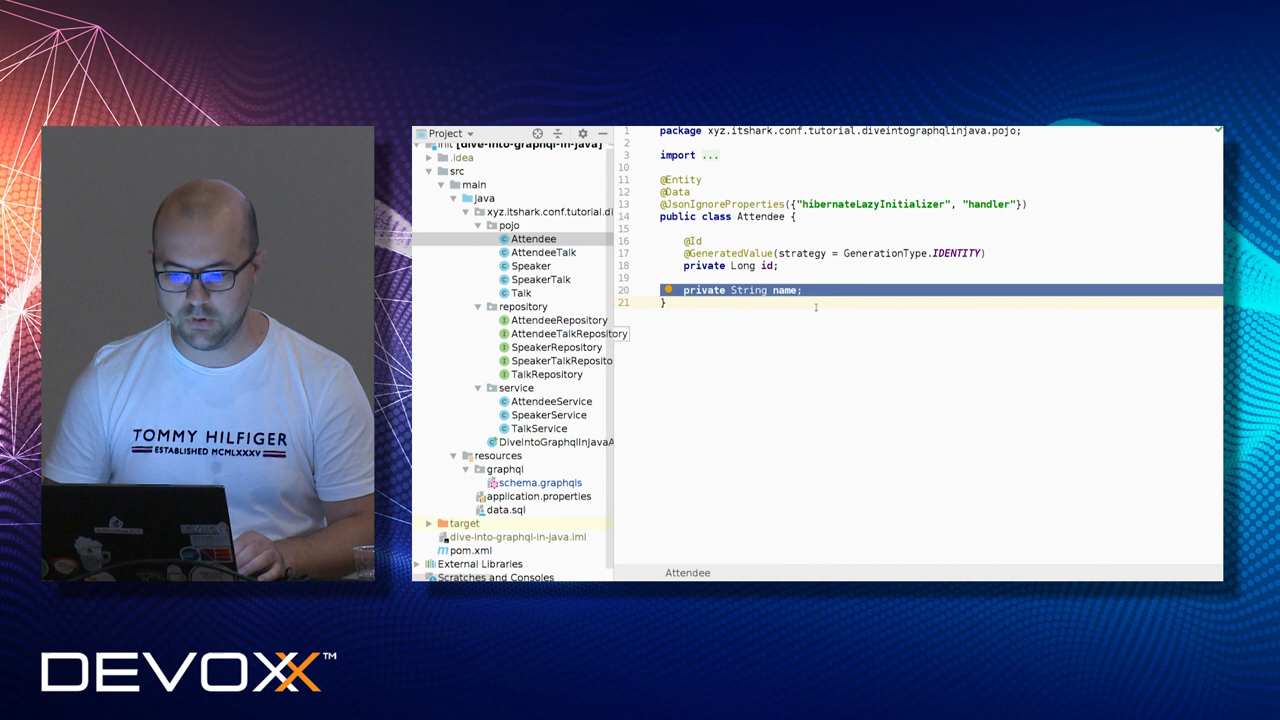 TOMMY HILFIGER
ESTABLISHED MCMLXXXV
DEVOXX™
Project
init [dive-into-graphql-in-java]
.idea
src
main
java
xyz.itshark.conf.tutorial.di
pojo
Attendee
AttendeeTalk
Speaker
SpeakerTalk
Talk
repository
AttendeeRepository
AttendeeTalkRepository
SpeakerRepository
SpeakerTalkReposito
TalkRepository
service
AttendeeService
SpeakerService
TalkService
DiveIntoGraphqlInJavaA
resources
graphql
schema.graphqls
application.properties
data.sql
target
dive-into-graphql-in-java.iml
pom.xml
External Libraries
Scratches and Consoles
1 package xyz.itshark.conf.tutorial.diveintographqlinjava.pojo;
2
3 import ...
10
11 @Entity
12 @Data
13 @JsonIgnoreProperties({"hibernateLazyInitializer", "handler"})
14 public class Attendee {
15
16 @Id
17 @GeneratedValue(strategy = GenerationType.IDENTITY)
18 private Long id;
19
20 private String name;
21 }
Attendee